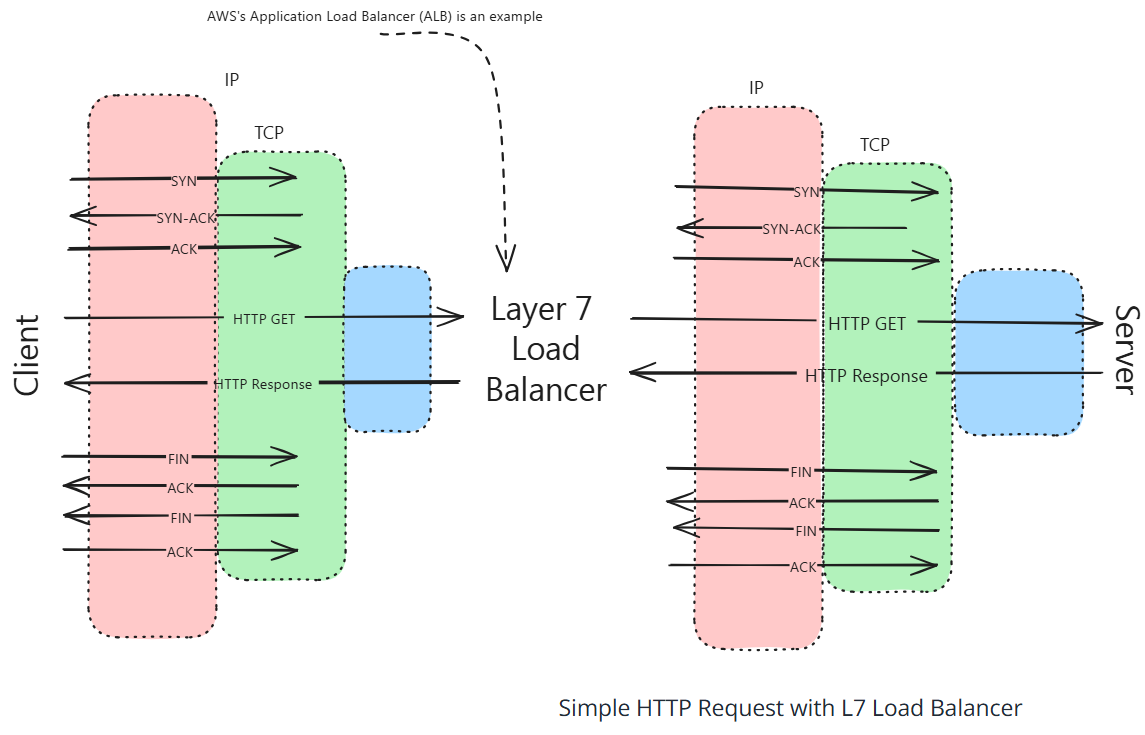 AWS's Application Load Balancer (ALB) is an example
IP
TCP
SYN
SYN-ACK
ACK
HTTP GET
HTTP Response
FIN
ACK
FIN
ACK
Client
Layer 7
Load
Balancer
IP
TCP
SYN
SYN-ACK
ACK
HTTP GET
HTTP Response
FIN
ACK
FIN
ACK
Server
Simple HTTP Request with L7 Load Balancer